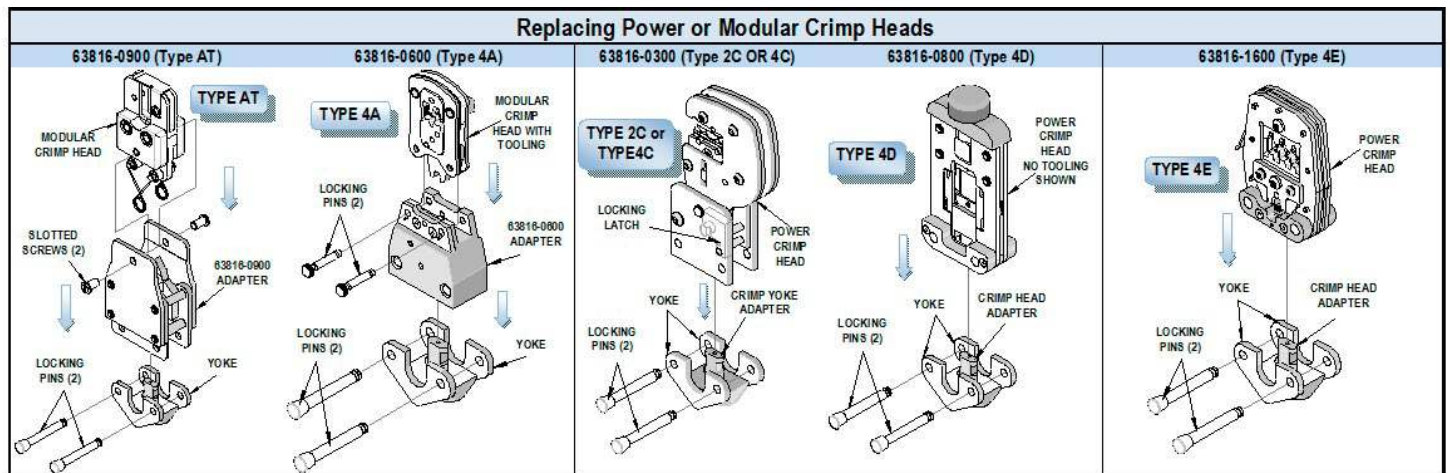 Replacing Power or Modular Crimp Heads
63816-0900 (Type AT)
63816-0600 (Type 4A)
63816-0300 (Type 2C OR 4C)
63816-0800 (Type 4D)
63816-1600 (Type 4E)
TYPE AT
MODULAR
CRIMP HEAD
SLOTTED
SCREWS (2)
63816-0900
ADAPTER
LOCKING
PINS (2)
YOKE
TYPE 4A
MODULAR
CRIMP
HEAD WITH
TOOLING
LOCKING
PINS (2)
63816-0600
ADAPTER
LOCKING
PINS (2)
YOKE
TYPE 2C or
TYPE4C
LOCKING
LATCH
POWER
CRIMP
HEAD
YOKE
CRIMP YOKE
ADAPTER
LOCKING
PINS (2)
TYPE 4D
POWER
CRIMP
HEAD
NO TOOLING
SHOWN
YOKE
CRIMP HEAD
ADAPTER
LOCKING
PINS (2)
TYPE 4E
POWER
CRIMP
HEAD
YOKE
CRIMP HEAD
ADAPTER
LOCKING
PINS (2)